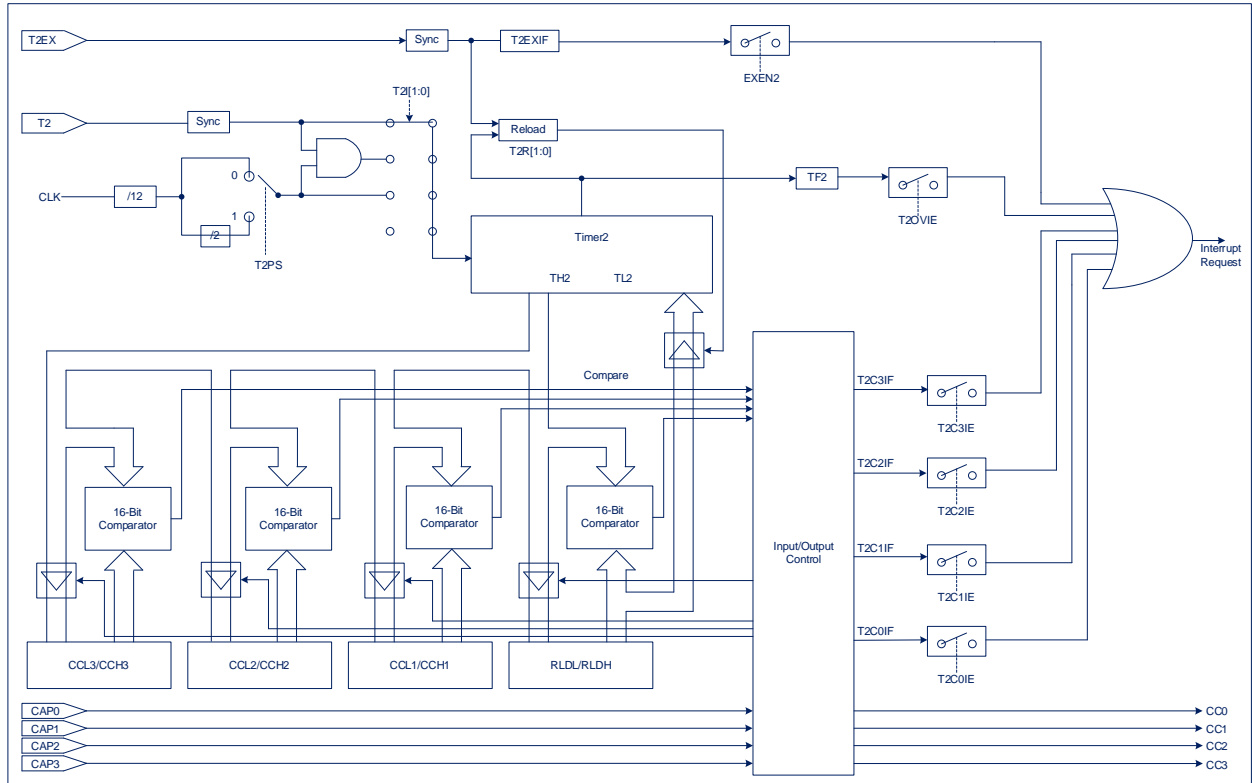 T2EX
Sync
T2EXIF
EXEN2
T2I[1:0]
T2
Sync
Reload
T2R[1:0]
0
CLK
/12
1
/2
T2PS
TF2
T2OVIE
Timer2
TH2
TL2
Interrupt
Request
Compare
T2C3IF
T2C3IE
T2C2IF
T2C2IE
16-Bit
Comparator
16-Bit
Comparator
16-Bit
Comparator
16-Bit
Comparator
Input/Output
Control
T2C1IF
T2C1IE
T2C0IF
T2C0IE
CCL3/CCH3
CCL2/CCH2
CCL1/CCH1
RLDL/RLDH
CAP0
CAP1
CAP2
CAP3
CC0
CC1
CC2
CC3